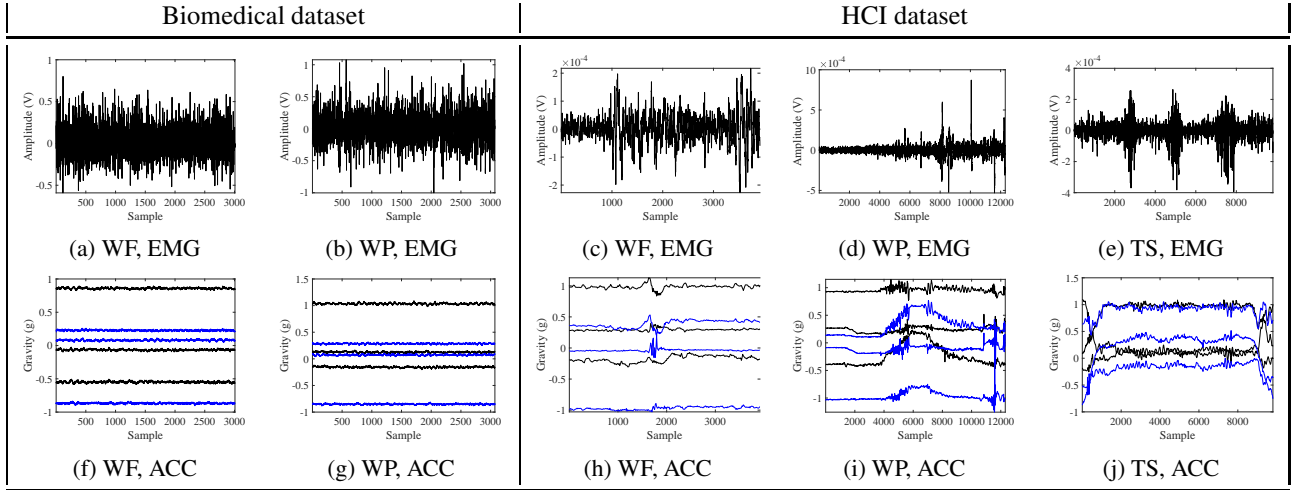 Biomedical dataset
HCI dataset
1
0.5
0
-0.5
Amplitude (V)
500 1000 1500 2000 2500 3000
Sample
(a) WF, EMG
1
0.5
0
-0.5
-1
Amplitude (V)
500 1000 1500 2000 2500 3000
Sample
(b) WP, EMG
×10⁻⁴
2
1
0
-1
-2
Amplitude (V)
1000 2000 3000
Sample
(c) WF, EMG
×10⁻⁴
10
5
0
-5
Amplitude (V)
2000 4000 6000 8000 10000 12000
Sample
(d) WP, EMG
×10⁻⁴
4
2
0
-2
-4
Amplitude (V)
2000 4000 6000 8000
Sample
(e) TS, EMG
1
0.5
0
-0.5
-1
Gravity (g)
500 1000 1500 2000 2500 3000
Sample
(f) WF, ACC
1.5
1
0.5
0
-0.5
-1
Gravity (g)
500 1000 1500 2000 2500 3000
Sample
(g) WP, ACC
1
0.5
0
-0.5
-1
Gravity (g)
1000 2000 3000
Sample
(h) WF, ACC
1
0.5
0
-0.5
-1
Gravity (g)
2000 4000 6000 8000 10000 12000
Sample
(i) WP, ACC
1.5
1
0.5
0
-0.5
-1
Gravity (g)
2000 4000 6000 8000
Sample
(j) TS, ACC